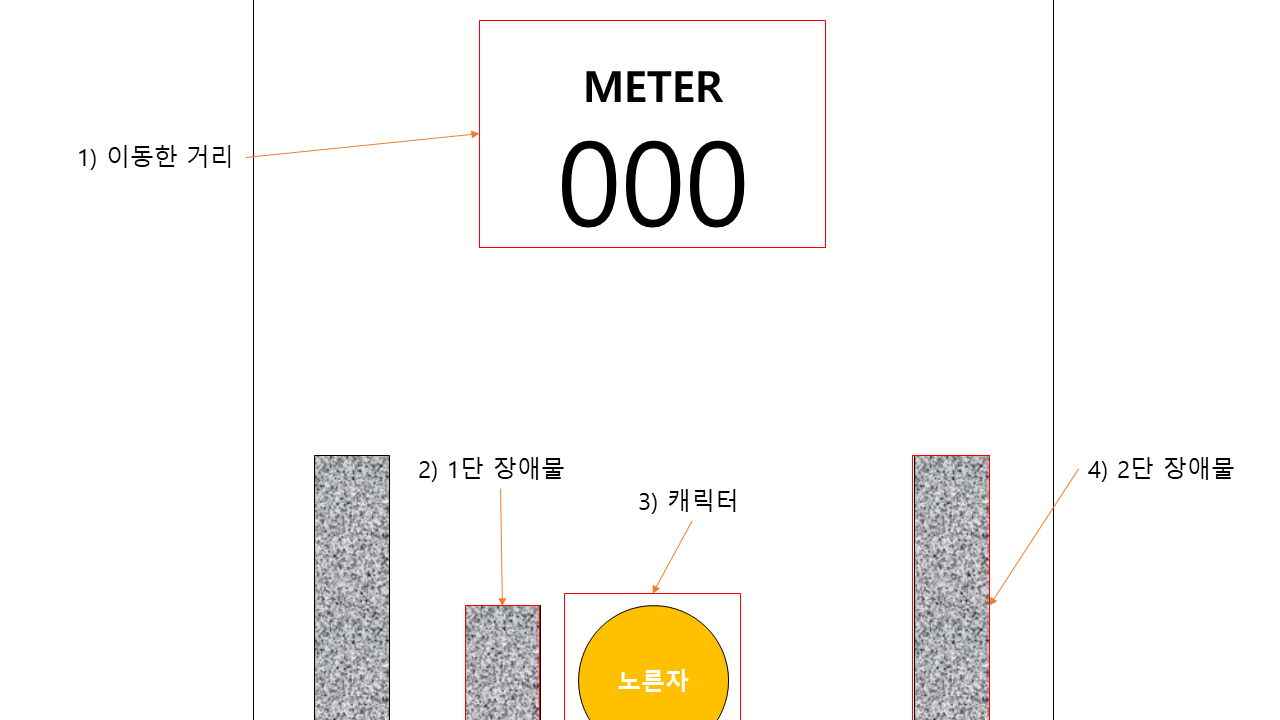 METER
000
1) 이동한 거리
2) 1단 장애물
4) 2단 장애물
3) 캐릭터
노른자